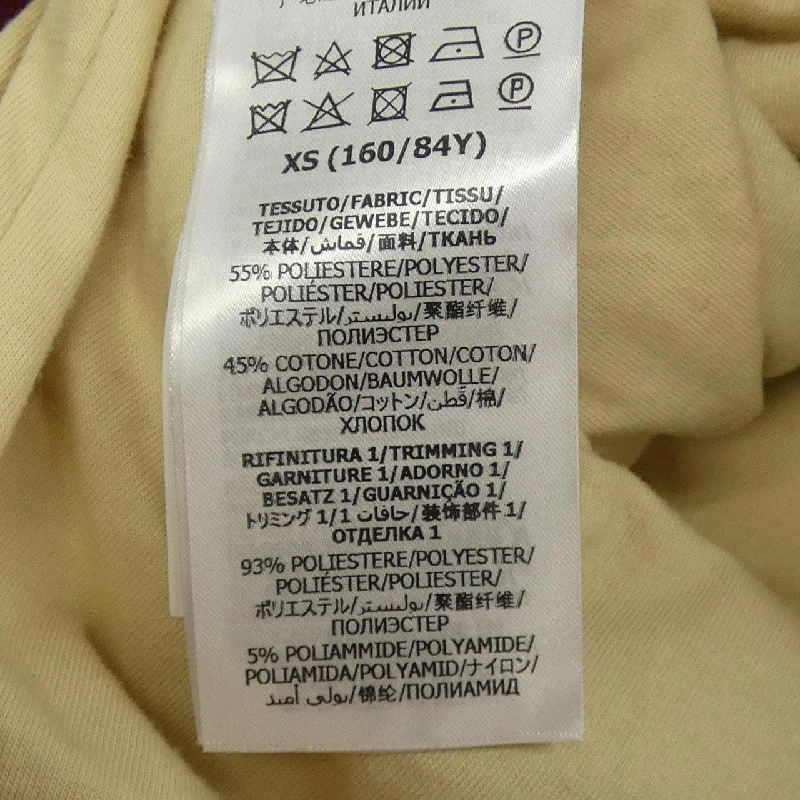 ИТАЛИИ
P
P
XS (160/84Y)
TESSUTO/FABRIC/TISSU/
TEJIDO/GEWEBE/TECIDO/
本体/قماش/面料/ТКАНЬ
55% POLIESTERE/POLYESTER/
POLIÉSTER/POLIESTER/
ポリエステル/بوليستر/聚酯纤维/
ПОЛИЭСТЕР
45% COTONE/COTTON/COTON/
ALGODON/BAUMWOLLE/
ALGODÃO/コットン/قطن/棉/
ХЛОПОК
RIFINITURA 1/TRIMMING 1/
GARNITURE 1/ADORNO 1/
BESATZ 1/GUARNIÇÃO 1/
トリミング 1/حافات 1/装饰部件 1/
ОТДЕЛКА 1
93% POLIESTERE/POLYESTER/
POLIÉSTER/POLIESTER/
ポリエステル/بوليستر/聚酯纤维/
ПОЛИЭСТЕР
5% POLIAMMIDE/POLYAMIDE/
POLIAMIDA/POLYAMID/ナイロン/
بولي أميد/锦纶/ПОЛИАМИД